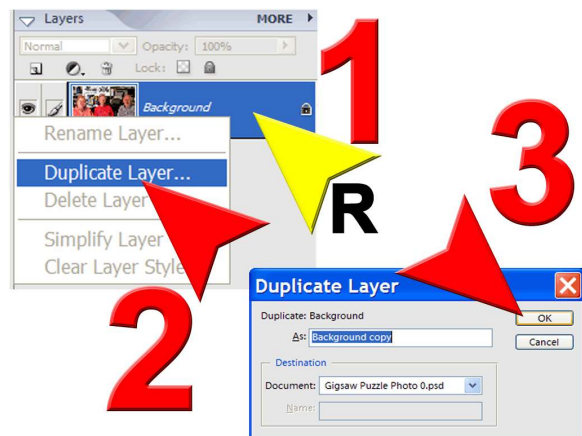 Layers MORE
Normal Opacity: 100%
Lock:
Background
Rename Layer...
Duplicate Layer...
Delete Layer
Simplify Layer
Clear Layer Style
1
R
2
3
Duplicate Layer
Duplicate: Background
As: Background copy
OK
Cancel
Destination
Document: Gigsaw Puzzle Photo 0.psd
Name: